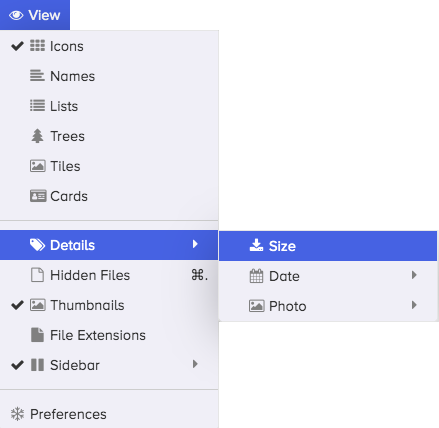 View
Icons
Names
Lists
Trees
Tiles
Cards
Details
Size
Hidden Files ⌘.
Date
Thumbnails
Photo
File Extensions
Sidebar
Preferences